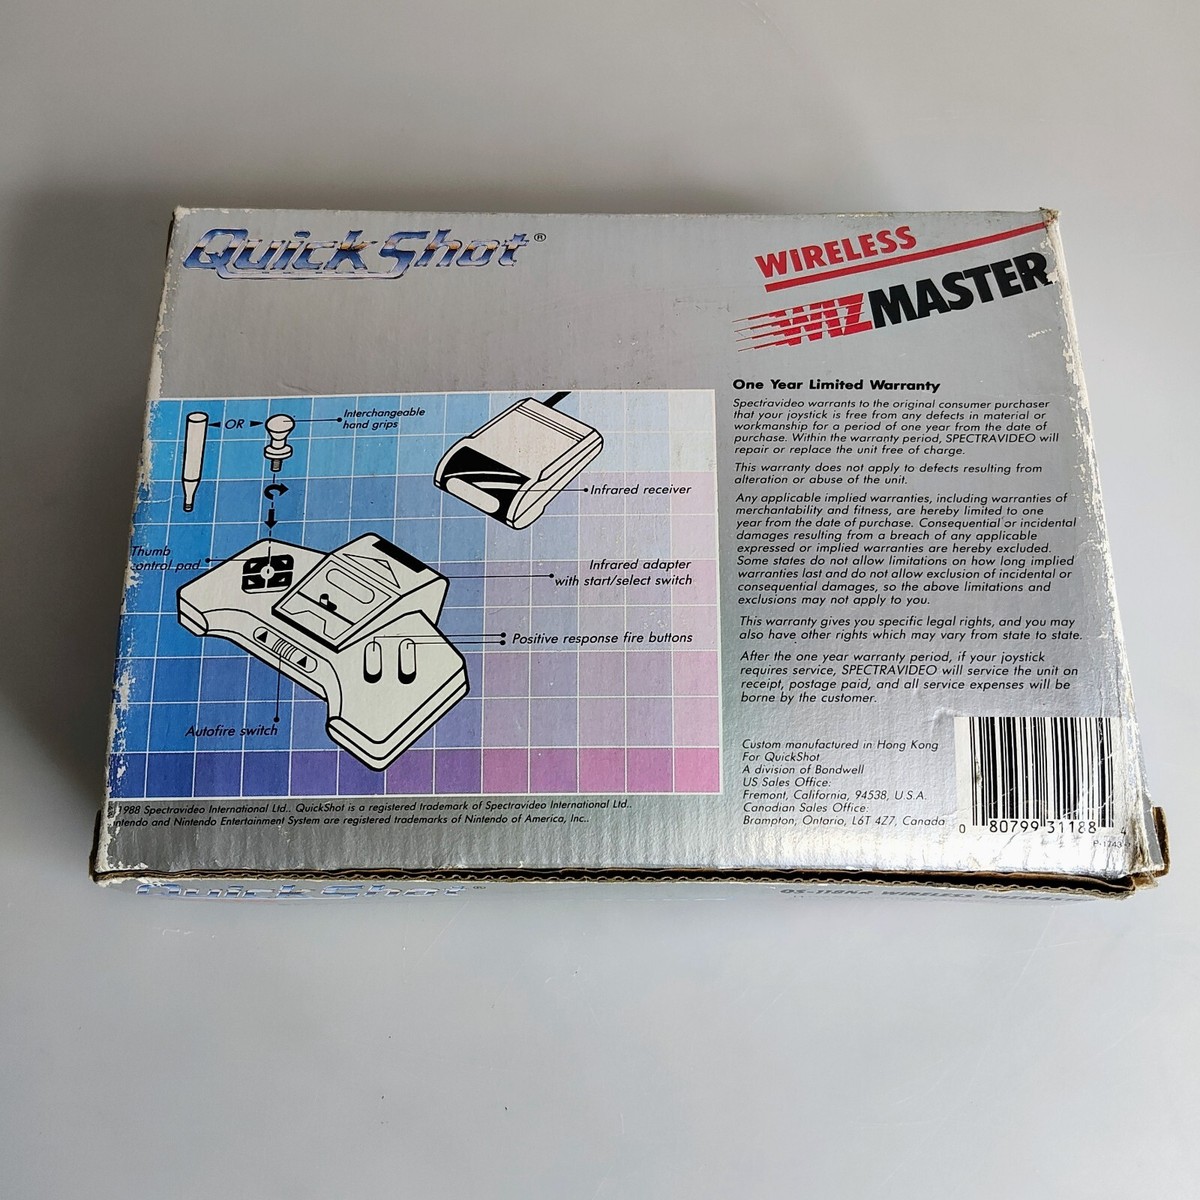 QuickShot®
WIRELESS
WIZMASTER
Interchangeable
hand grips
OR
Infrared receiver
Thumb
control pad
Infrared adapter
with start/select switch
Positive response fire buttons
Autofire switch
One Year Limited Warranty
Spectravideo warrants to the original consumer purchaser
that your joystick is free from any defects in material or
workmanship for a period of one year from the date of
purchase. Within the warranty period, SPECTRAVIDEO will
repair or replace the unit free of charge.
This warranty does not apply to defects resulting from
alteration or abuse of the unit.
Any applicable implied warranties, including warranties of
merchantability and fitness, are hereby limited to one
year from the date of purchase. Consequential or incidental
damages resulting from a breach of any applicable
expressed or implied warranties are hereby excluded.
Some states do not allow limitations on how long implied
warranties last and do not allow exclusion of incidental or
consequential damages, so the above limitations and
exclusions may not apply to you.
This warranty gives you specific legal rights, and you may
also have other rights which may vary from state to state.
After the one year warranty period, if your joystick
requires service, SPECTRAVIDEO will service the unit on
receipt, postage paid, and all service expenses will be
borne by the customer.
Custom manufactured in Hong Kong
For QuickShot
A division of Bondwell
US Sales Office:
Fremont, California, 94538, U.S.A.
Canadian Sales Office:
Brampton, Ontario, L6T 4Z7, Canada
0 80799 31188 4
1988 Spectravideo International Ltd.. QuickShot is a registered trademark of Spectravideo International Ltd..
ntendo and Nintendo Entertainment System are registered trademarks of Nintendo of America, Inc..
QuickShot®
WIRELESS